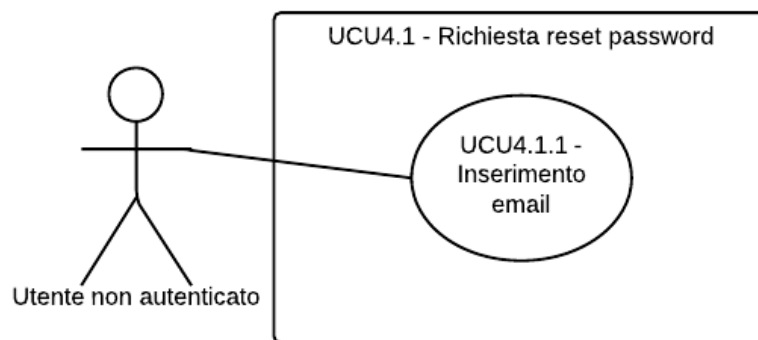 UCU4.1 - Richiesta reset password
UCU4.1.1 -
Inserimento
email
Utente non autenticato